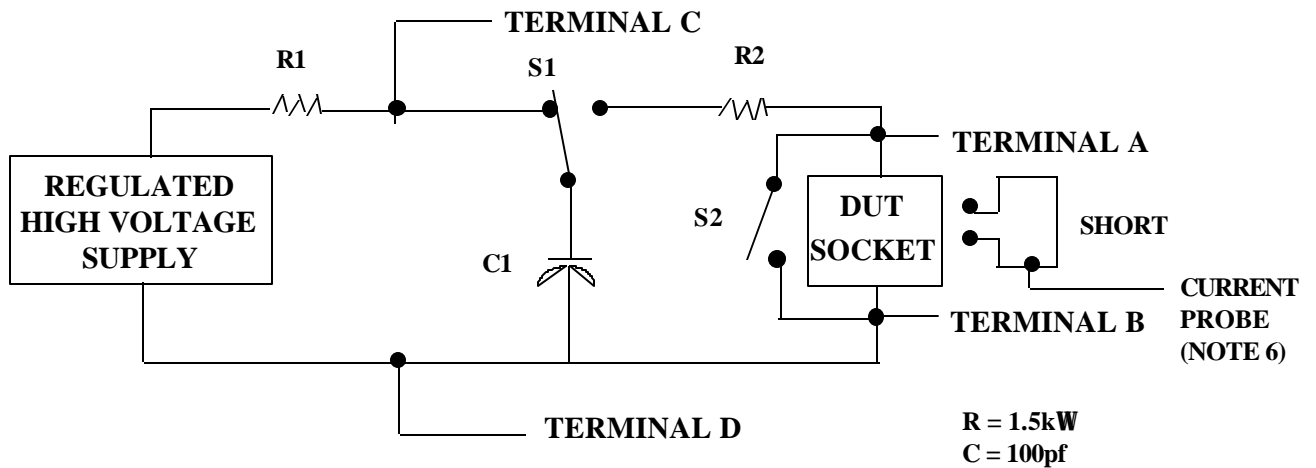 TERMINAL C
R1
S1
R2
TERMINAL A
REGULATED
HIGH VOLTAGE
SUPPLY
S2
DUT
SOCKET
SHORT
C1
CURRENT
PROBE
(NOTE 6)
TERMINAL B
TERMINAL D
R = 1.5kW
C = 100pf